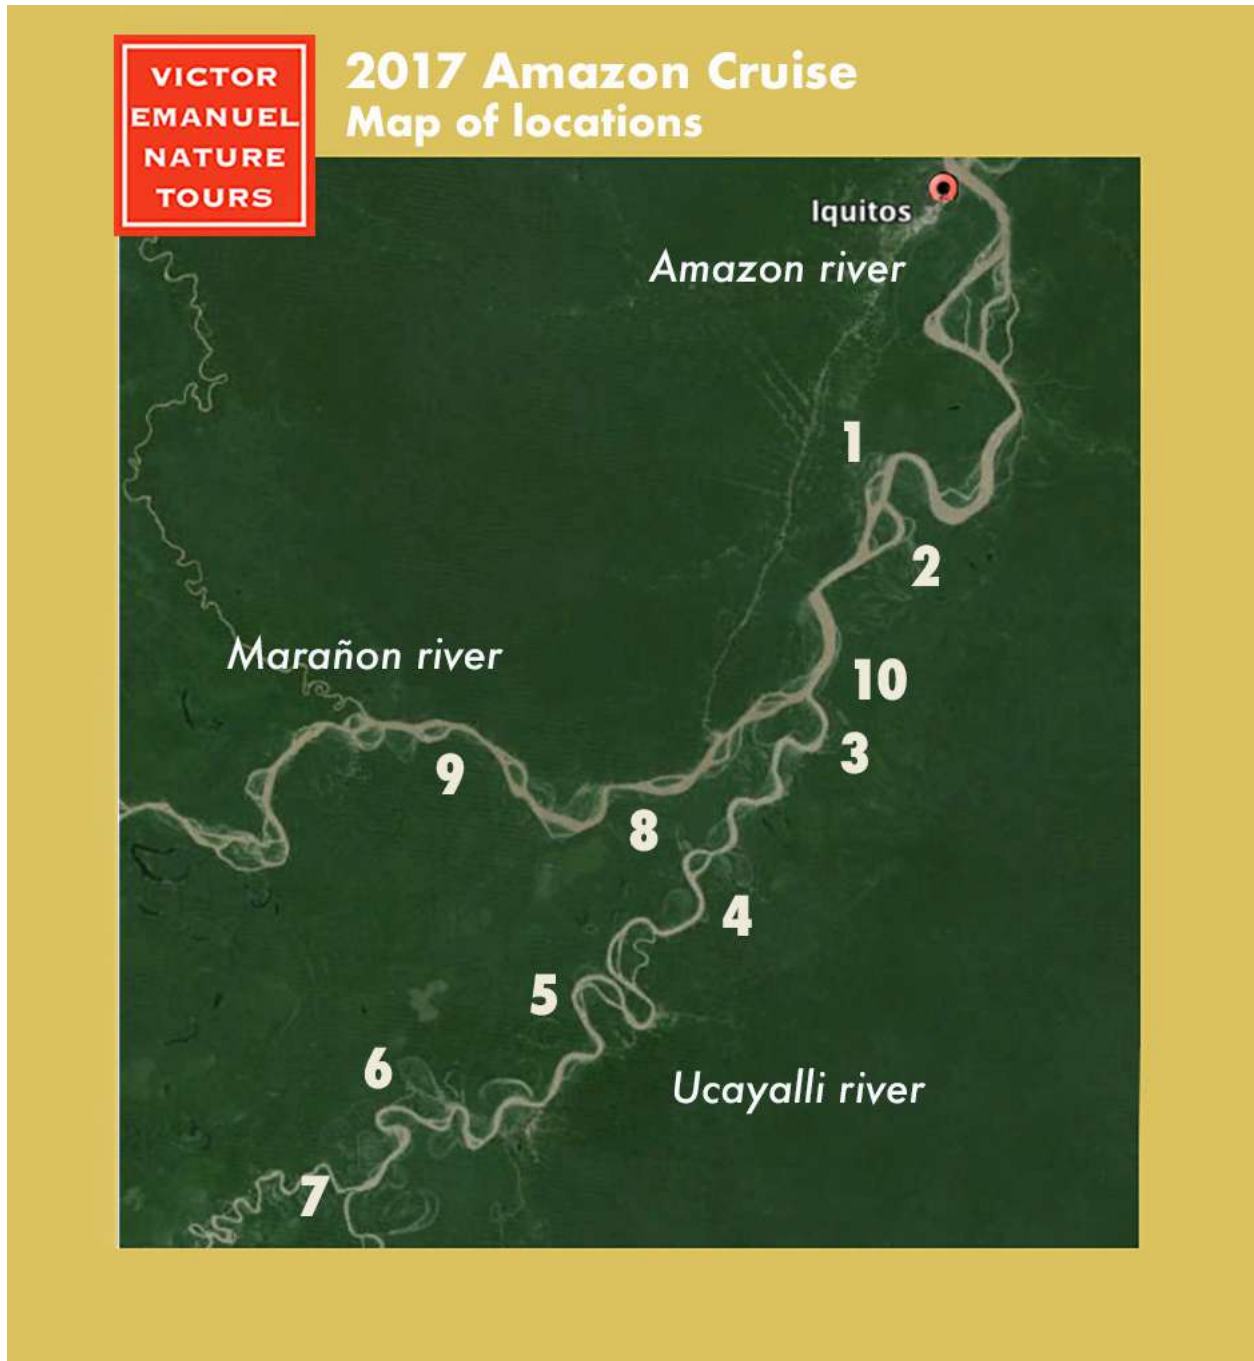 VICTOR
EMANUEL
NATURE
TOURS
2017 Amazon Cruise
Map of locations
Iquitos
Amazon river
1
2
Marañon river
10
3
9
8
4
5
6
Ucayalli river
7